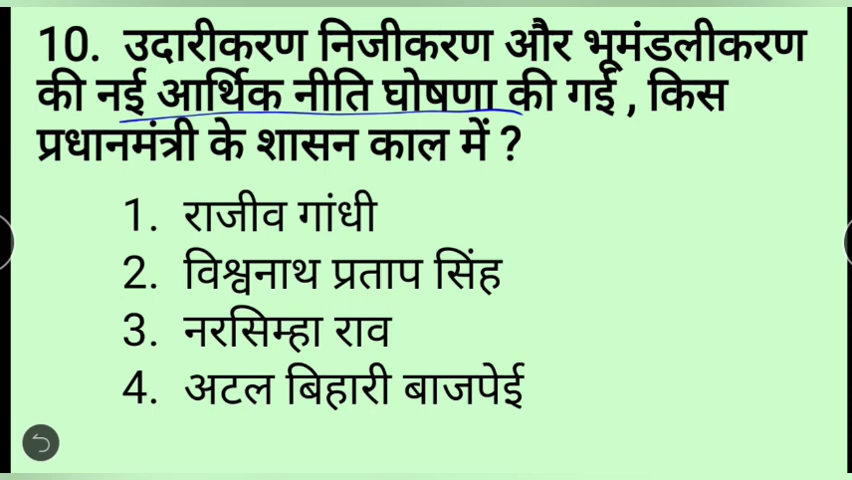 10. उदारीकरण निजीकरण और भूमंडलीकरण
की नई आर्थिक नीति घोषणा की गई , किस
प्रधानमंत्री के शासन काल में ?
1. राजीव गांधी
2. विश्वनाथ प्रताप सिंह
3. नरसिम्हा राव
4. अटल बिहारी बाजपेई